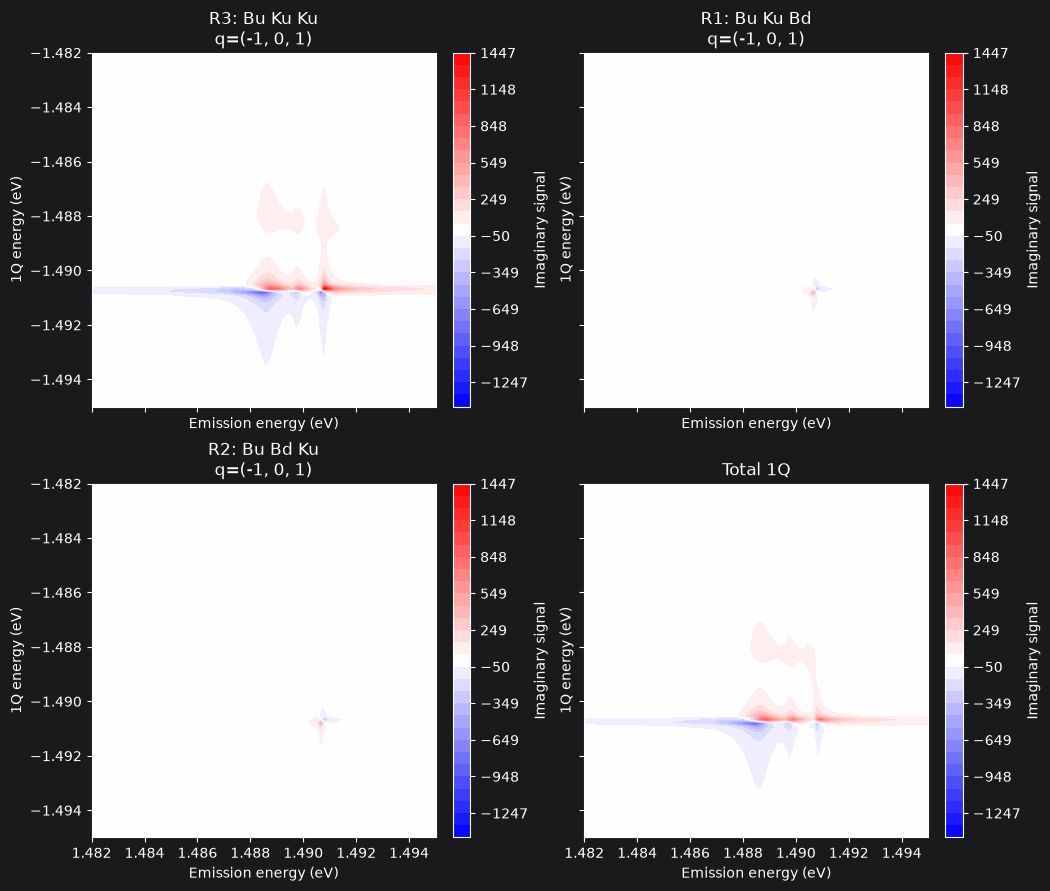 R3: Bu Ku Ku
q=(-1, 0, 1)
−1.482
−1.484
−1.486
−1.488
−1.490
−1.492
−1.494
1Q energy (eV)
Emission energy (eV)
1447
1148
848
549
249
−50
−349
−649
−948
−1247
Imaginary signal
R1: Bu Ku Bd
q=(-1, 0, 1)
1Q energy (eV)
Emission energy (eV)
1447
1148
848
549
249
−50
−349
−649
−948
−1247
Imaginary signal
R2: Bu Bd Ku
q=(-1, 0, 1)
−1.482
−1.484
−1.486
−1.488
−1.490
−1.492
−1.494
1Q energy (eV)
1.482 1.484 1.486 1.488 1.490 1.492 1.494
Emission energy (eV)
1447
1148
848
549
249
−50
−349
−649
−948
−1247
Imaginary signal
Total 1Q
1Q energy (eV)
1.482 1.484 1.486 1.488 1.490 1.492 1.494
Emission energy (eV)
1447
1148
848
549
249
−50
−349
−649
−948
−1247
Imaginary signal